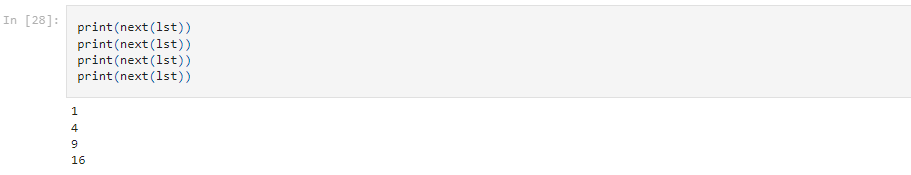 In [28]:
print(next(lst))
print(next(lst))
print(next(lst))
print(next(lst))
1
4
9
16